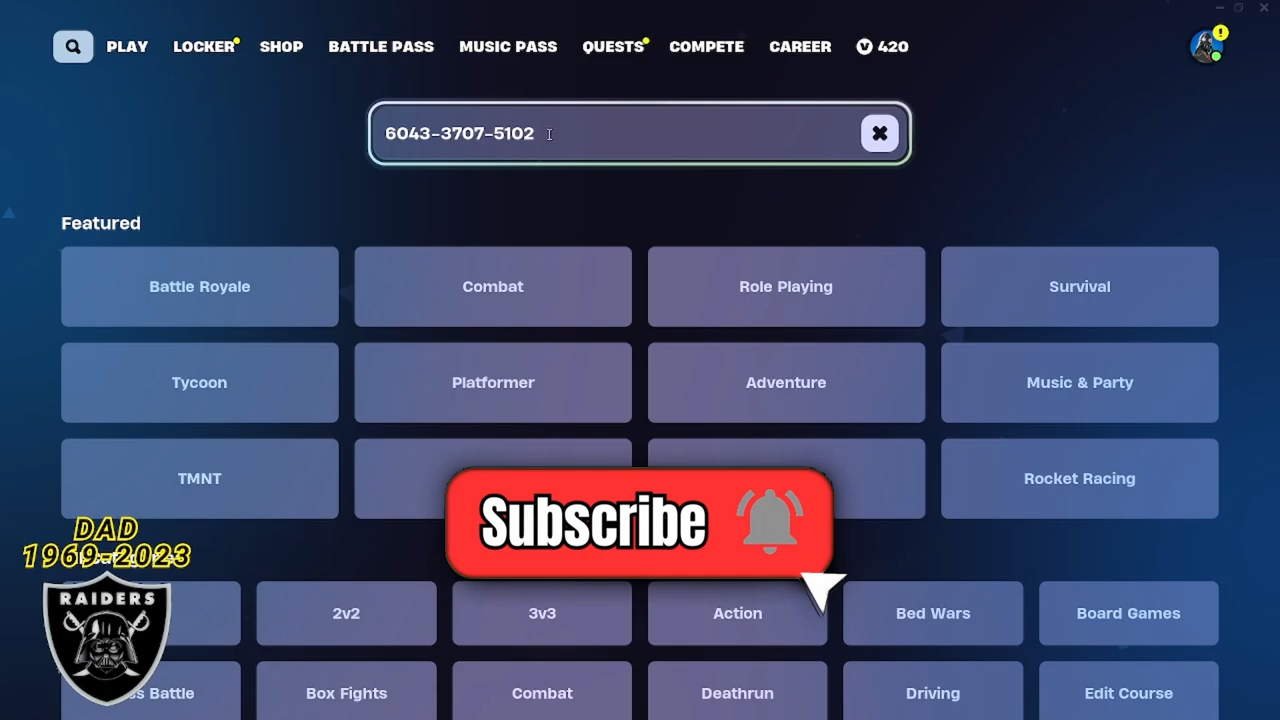 PLAY LOCKER SHOP BATTLE PASS MUSIC PASS QUESTS COMPETE CAREER 420
6043-3707-5102
Featured
Battle Royale Combat Role Playing Survival
Tycoon Platformer Adventure Music & Party
TMNT Rocket Racing
Subscribe
DAD
1969-2023
RAIDERS
2v2 3v3 Action Bed Wars Board Games
Battle Box Fights Combat Deathrun Driving Edit Course